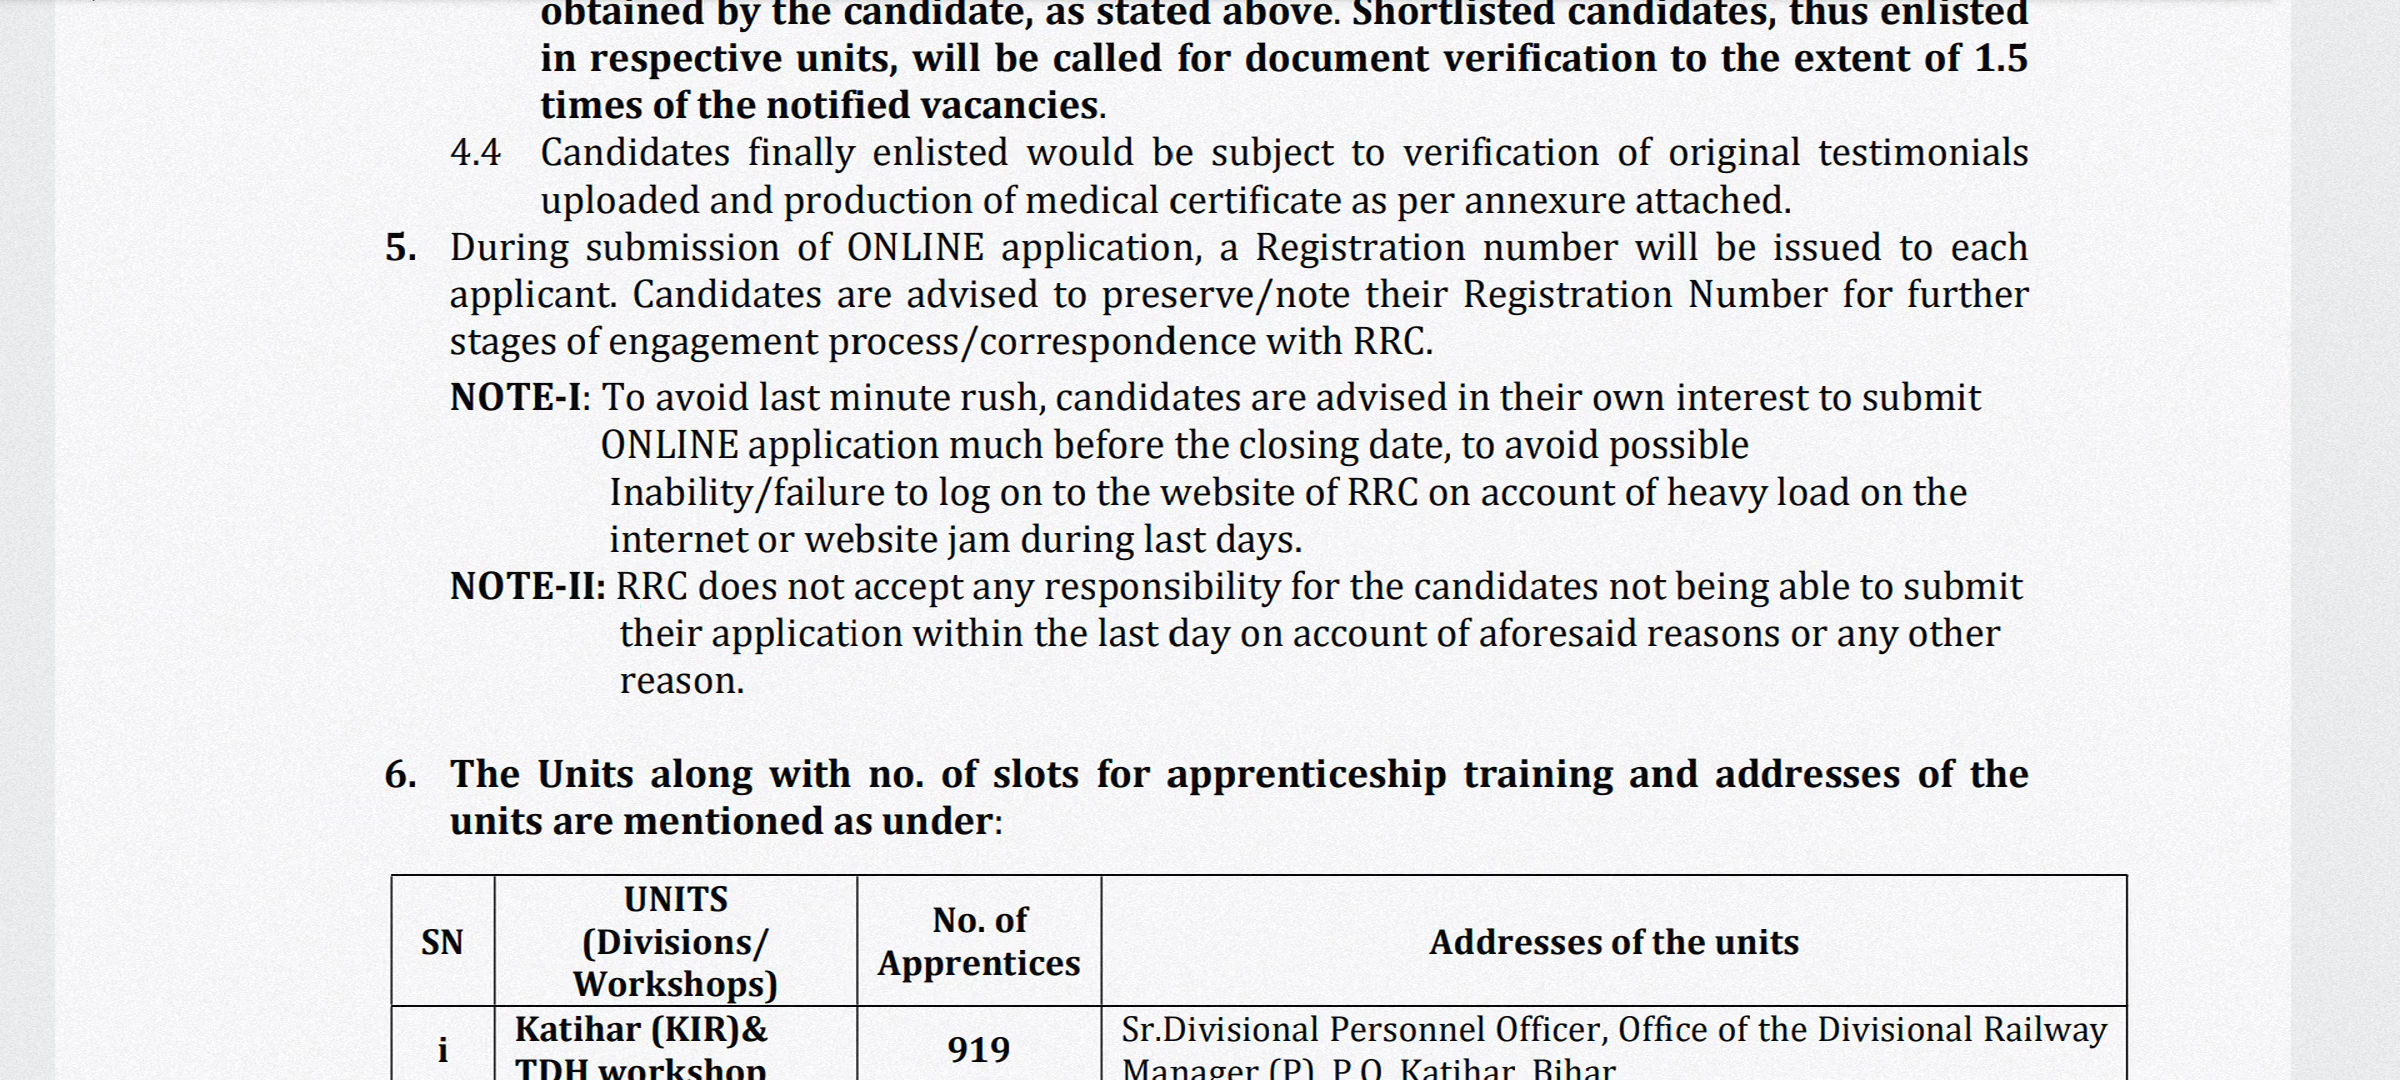 obtained by the candidate, as stated above. Shortlisted candidates, thus enlisted
in respective units, will be called for document verification to the extent of 1.5
times of the notified vacancies.
4.4 Candidates finally enlisted would be subject to verification of original testimonials
uploaded and production of medical certificate as per annexure attached.
5. During submission of ONLINE application, a Registration number will be issued to each
applicant. Candidates are advised to preserve/note their Registration Number for further
stages of engagement process/correspondence with RRC.
NOTE-I: To avoid last minute rush, candidates are advised in their own interest to submit
ONLINE application much before the closing date, to avoid possible
Inability/failure to log on to the website of RRC on account of heavy load on the
internet or website jam during last days.
NOTE-II: RRC does not accept any responsibility for the candidates not being able to submit
their application within the last day on account of aforesaid reasons or any other
reason.
6. The Units along with no. of slots for apprenticeship training and addresses of the
units are mentioned as under:
SN
UNITS
(Divisions/
Workshops)
No. of
Apprentices
Addresses of the units
i
Katihar (KIR)&
TDH workshop
919
Sr.Divisional Personnel Officer, Office of the Divisional Railway
Manager (P), P.O. Katihar, Bihar